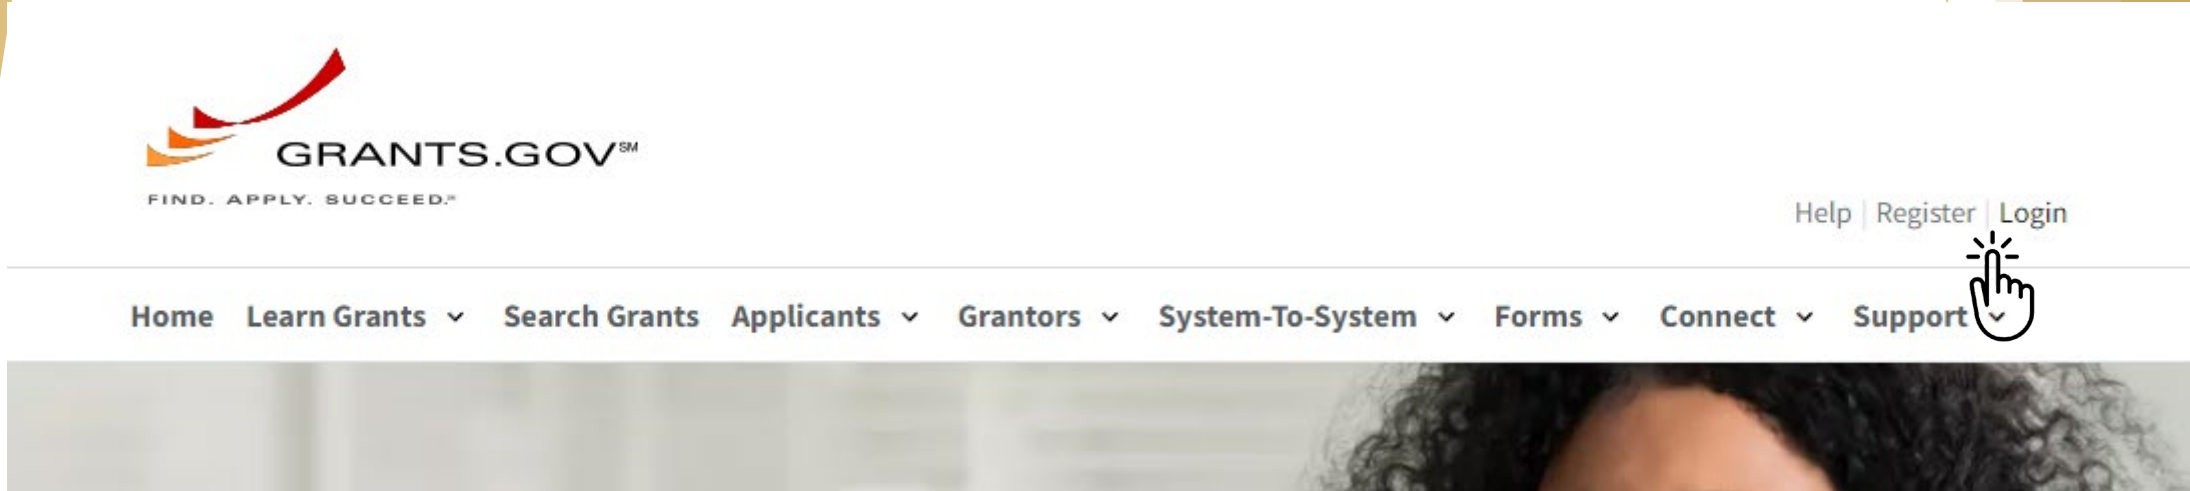 GRANTS.GOV℠
FIND. APPLY. SUCCEED.℠
Help | Register | Login
Home Learn Grants Search Grants Applicants Grantors System-To-System Forms Connect Support